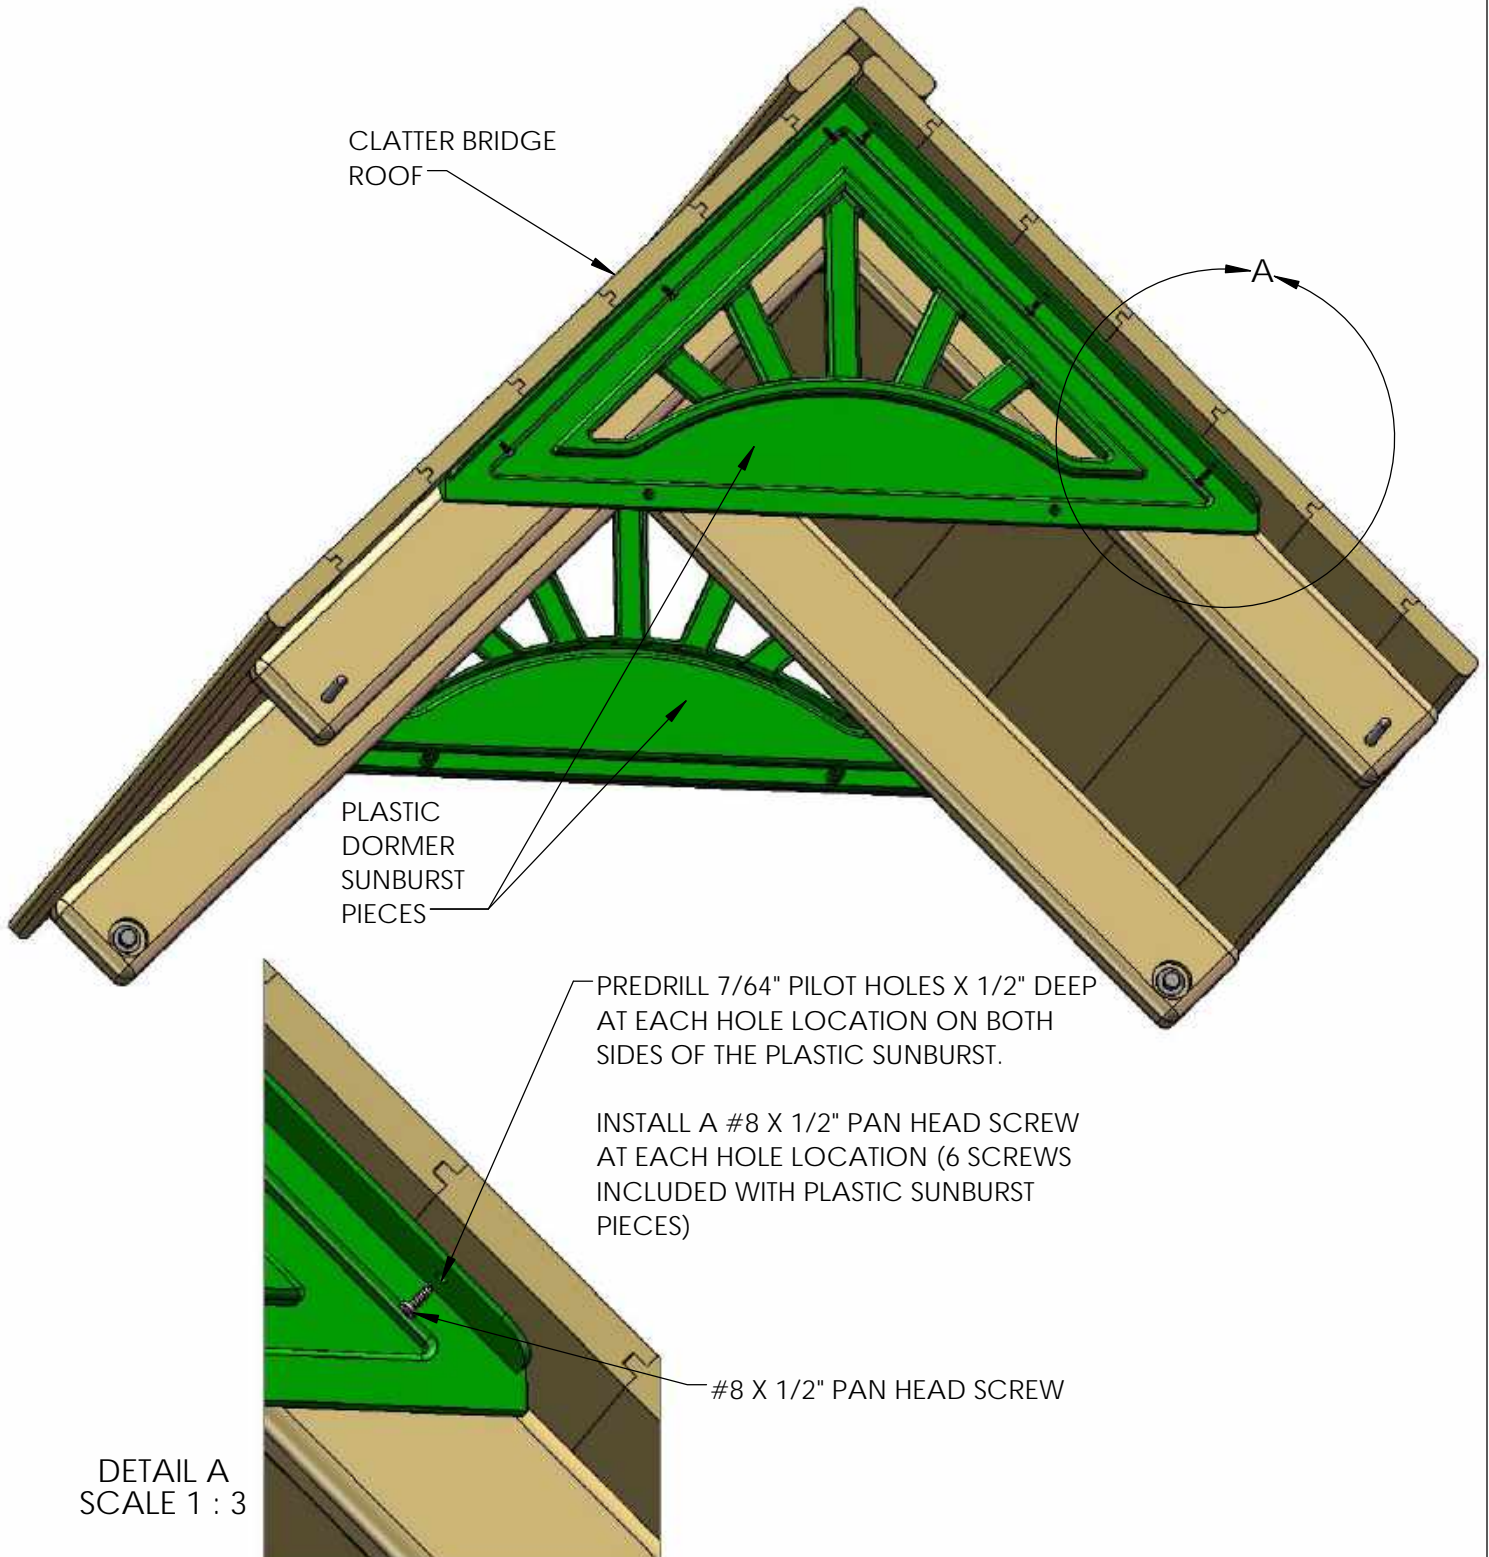 CLATTER BRIDGE
ROOF
A
PLASTIC
DORMER
SUNBURST
PIECES
PREDRILL 7/64" PILOT HOLES X 1/2" DEEP
AT EACH HOLE LOCATION ON BOTH
SIDES OF THE PLASTIC SUNBURST.
INSTALL A #8 X 1/2" PAN HEAD SCREW
AT EACH HOLE LOCATION (6 SCREWS
INCLUDED WITH PLASTIC SUNBURST
PIECES)
#8 X 1/2" PAN HEAD SCREW
DETAIL A
SCALE 1 : 3